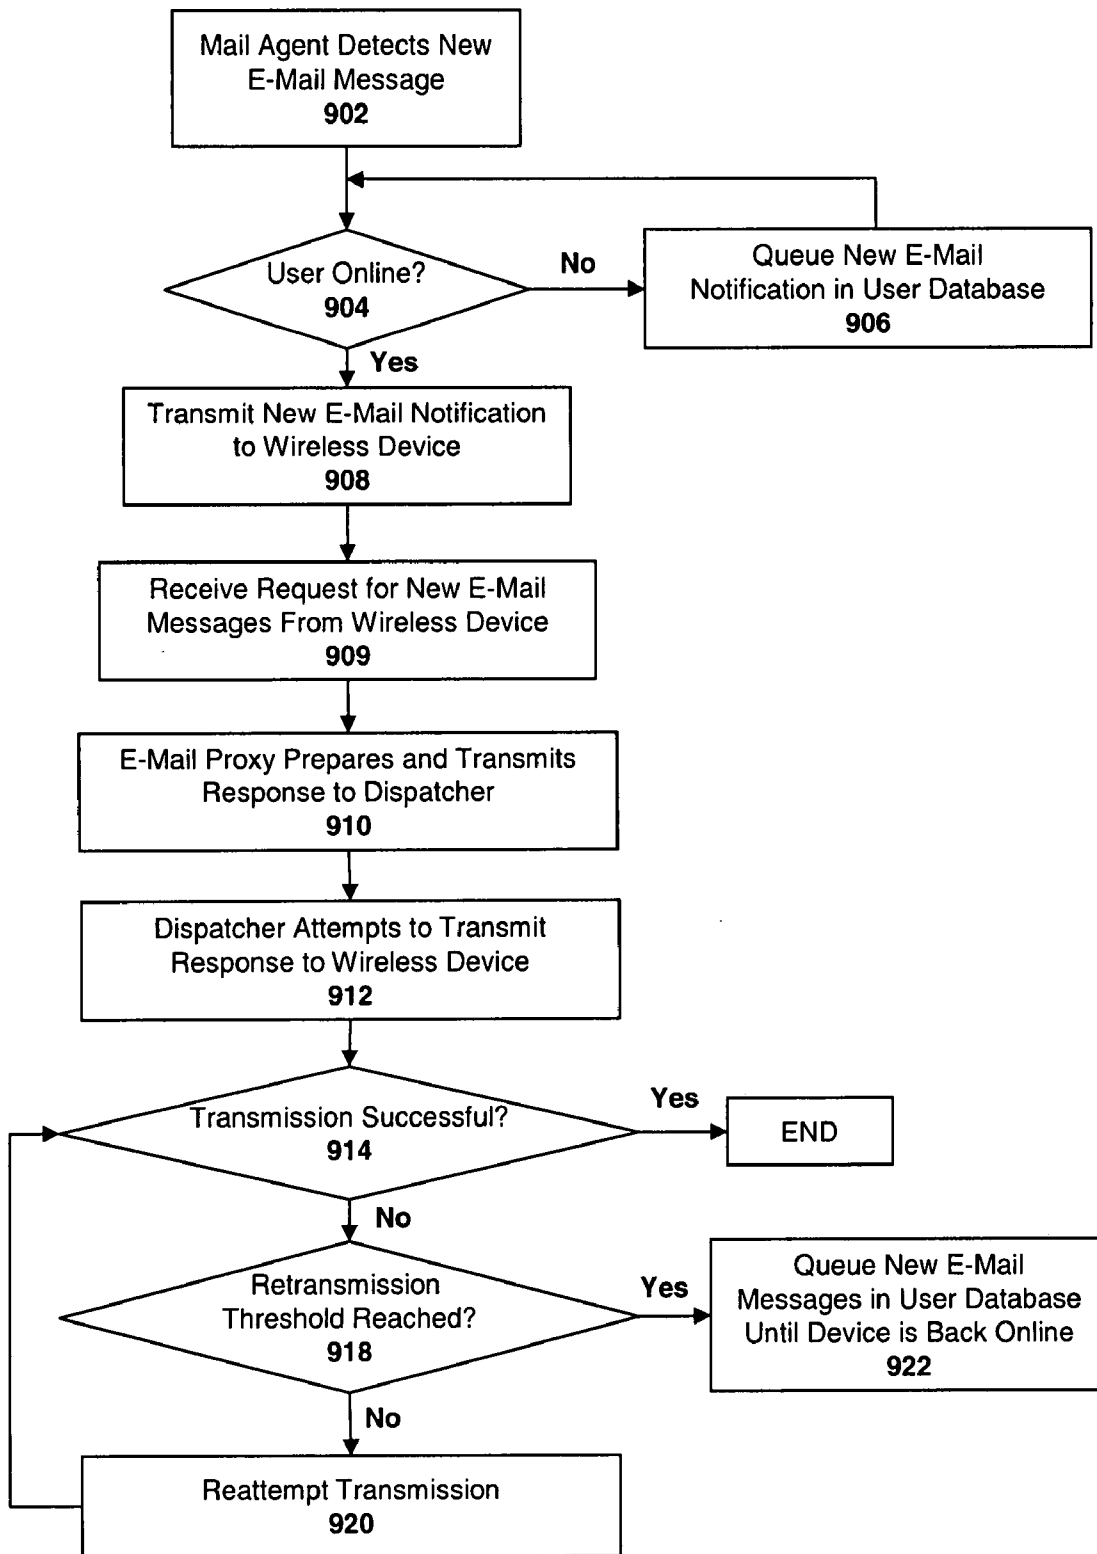 Mail Agent Detects New
E-Mail Message
902
User Online?
904
No
Queue New E-Mail
Notification in User Database
906
Yes
Transmit New E-Mail Notification
to Wireless Device
908
Receive Request for New E-Mail
Messages From Wireless Device
909
E-Mail Proxy Prepares and Transmits
Response to Dispatcher
910
Dispatcher Attempts to Transmit
Response to Wireless Device
912
Transmission Successful?
914
Yes
END
No
Retransmission
Threshold Reached?
918
Yes
Queue New E-Mail
Messages in User Database
Until Device is Back Online
922
No
Reattempt Transmission
920